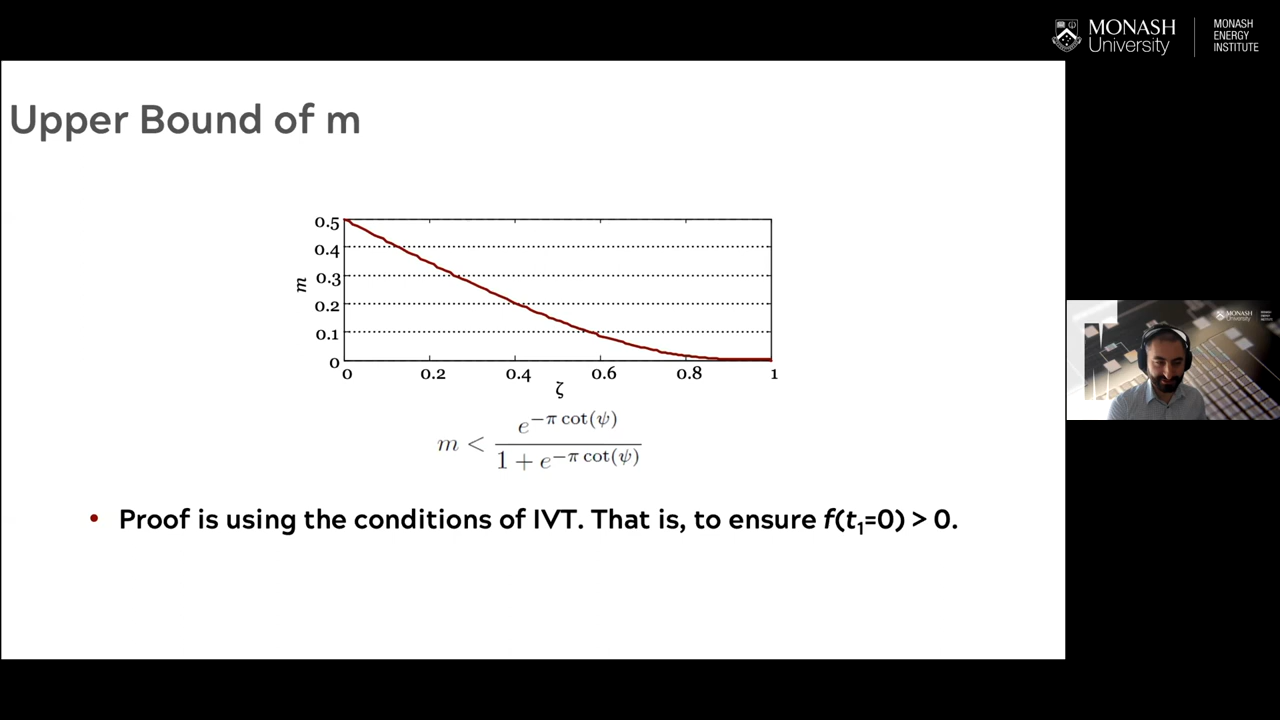 MONASH
University
MONASH
ENERGY
INSTITUTE
Upper Bound of m
0.5
0.4
0.3
0.2
0.1
0
m
0 0.2 0.4 0.6 0.8 1
ζ
m < e^{−π cot(ψ)} / (1 + e^{−π cot(ψ)})
• Proof is using the conditions of IVT. That is, to ensure f(t₁=0) > 0.
MONASH
University